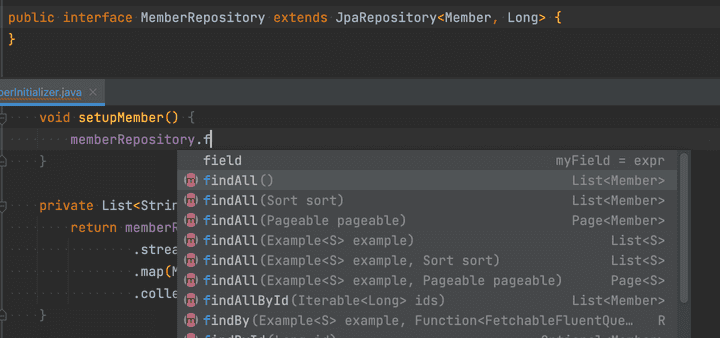 public interface MemberRepository extends JpaRepository<Member, Long> {
}
berInitializer.java ×
void setupMember() {
memberRepository.f
}
field myField = expr
findAll() List<Member>
findAll(Sort sort) List<Member>
findAll(Pageable pageable) Page<Member>
findAll(Example<S> example) List<S>
findAll(Example<S> example, Sort sort) List<S>
findAll(Example<S> example, Pageable pageable) Page<S>
findAllById(Iterable<Long> ids) List<Member>
findBy(Example<S> example, Function<FetchableFluentQue… R
private List<Strin
return memberR
.strea
.map(M
.colle
}